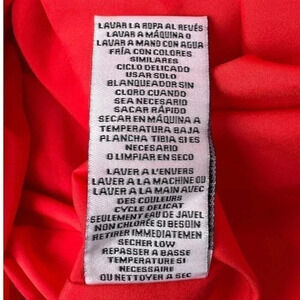 LAVAR LA ROPA AL REVÉS
LAVAR A MÁQUINA O
LAVAR A MANO CON AGUA
FRÍA CON COLORES
SIMILARES
CICLO DELICADO
USAR SOLO
BLANQUEADOR SIN
CLORO CUANDO
SEA NECESARIO
SACAR RÁPIDO
SECAR EN MÁQUINA A
TEMPERATURA BAJA
PLANCHA TIBIA SI ES
NECESARIO
O LIMPIAR EN SECO
LAVER A L'ENVERS
LAVER A LA MACHINE OU
LAVER A LA MAIN AVEC
DES COULEURS
CYCLE DELICAT
SEULEMENT EAU DE JAVEL
NON CHLORÉE SI BESOIN
RETIRER IMMEDIATEMEN
SECHER LOW
REPASSER A BASSE
TEMPERATURE SI
NECESSAIRE
OU NETTOYER A SEC